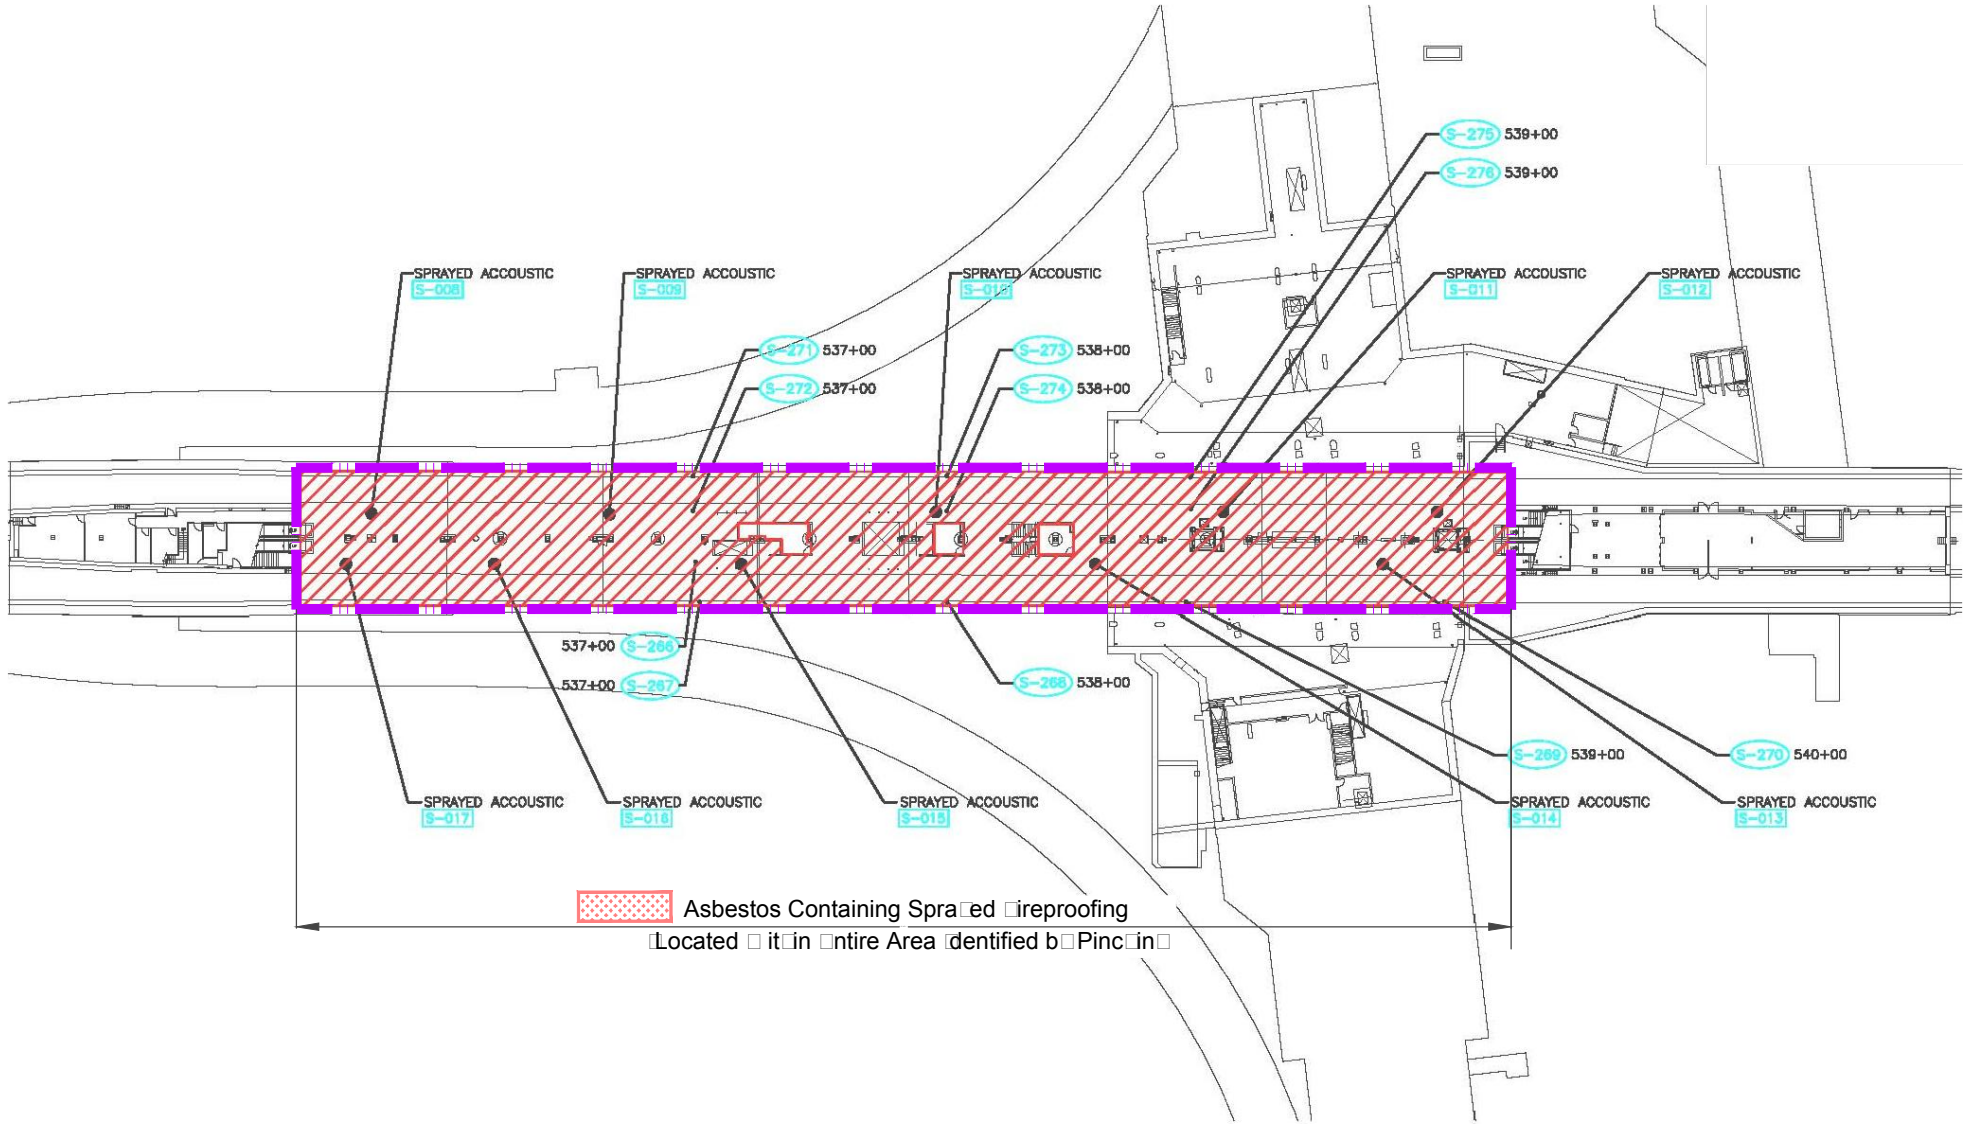 S-275 539+00
S-276 539+00
SPRAYED ACCOUSTIC
S-008
SPRAYED ACCOUSTIC
S-009
SPRAYED ACCOUSTIC
S-010
SPRAYED ACCOUSTIC
S-011
SPRAYED ACCOUSTIC
S-012
S-271 537+00
S-272 537+00
S-273 538+00
S-274 538+00
537+00 S-266
537+00 S-267
S-268 538+00
S-269 539+00
S-270 540+00
SPRAYED ACCOUSTIC
S-017
SPRAYED ACCOUSTIC
S-016
SPRAYED ACCOUSTIC
S-015
SPRAYED ACCOUSTIC
S-014
SPRAYED ACCOUSTIC
S-013
Asbestos Containing Spra□ed □ireproofing
□Located □it□in □ntire Area □dentified b□ Pinc□in□